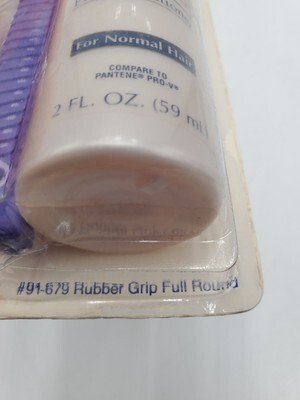 For Normal Hair
COMPARE TO
PANTENE® PRO-V®
2 FL. OZ. (59 mL)
#91-679 Rubber Grip Full Round